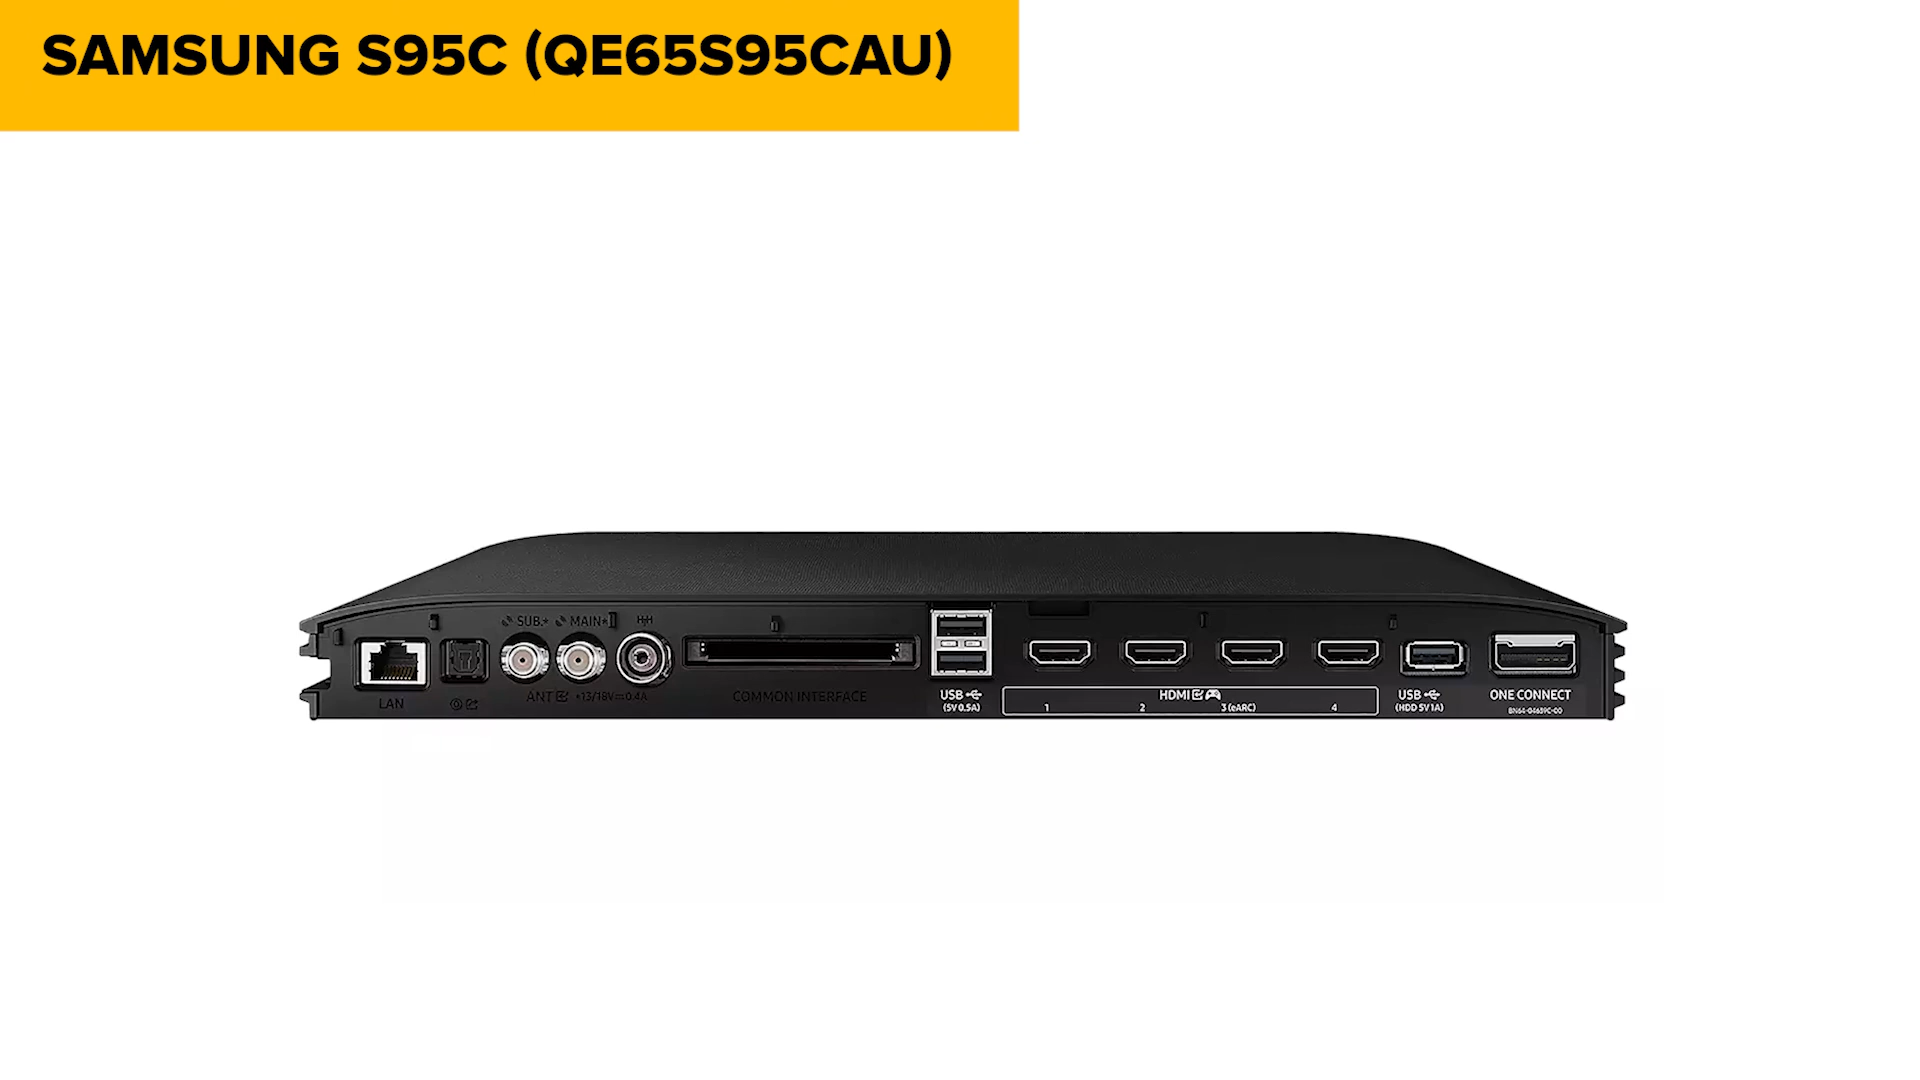 SAMSUNG S95C (QE65S95CAU)
SUB MAIN
LAN
ANT +13/18V 0.4A
COMMON INTERFACE
USB
(5V 0.5A)
HDMI
1 2 3 (eARC) 4
USB
(HDD 5V 1A)
ONE CONNECT